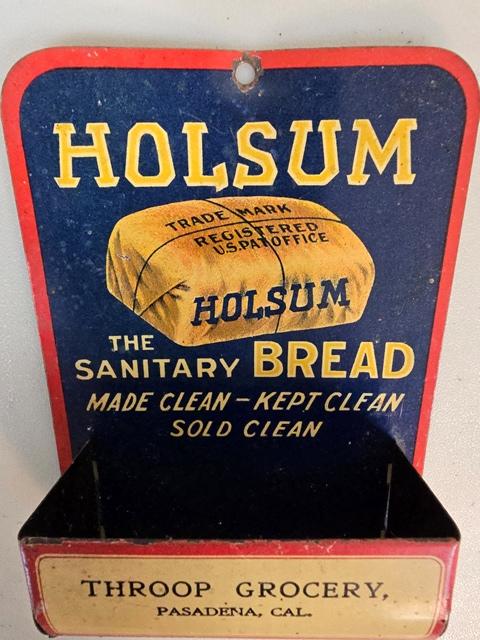 HOLSUM
TRADE MARK
REGISTERED
U.S.PAT.OFFICE
HOLSUM
THE
SANITARY BREAD
MADE CLEAN – KEPT CLEAN
SOLD CLEAN
THROOP GROCERY,
PASADENA, CAL.